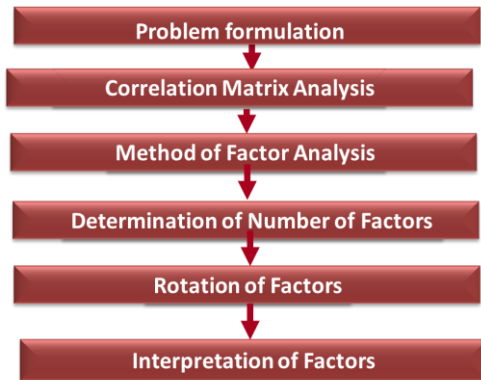 Problem formulation
Correlation Matrix Analysis
Method of Factor Analysis
Determination of Number of Factors
Rotation of Factors
Interpretation of Factors